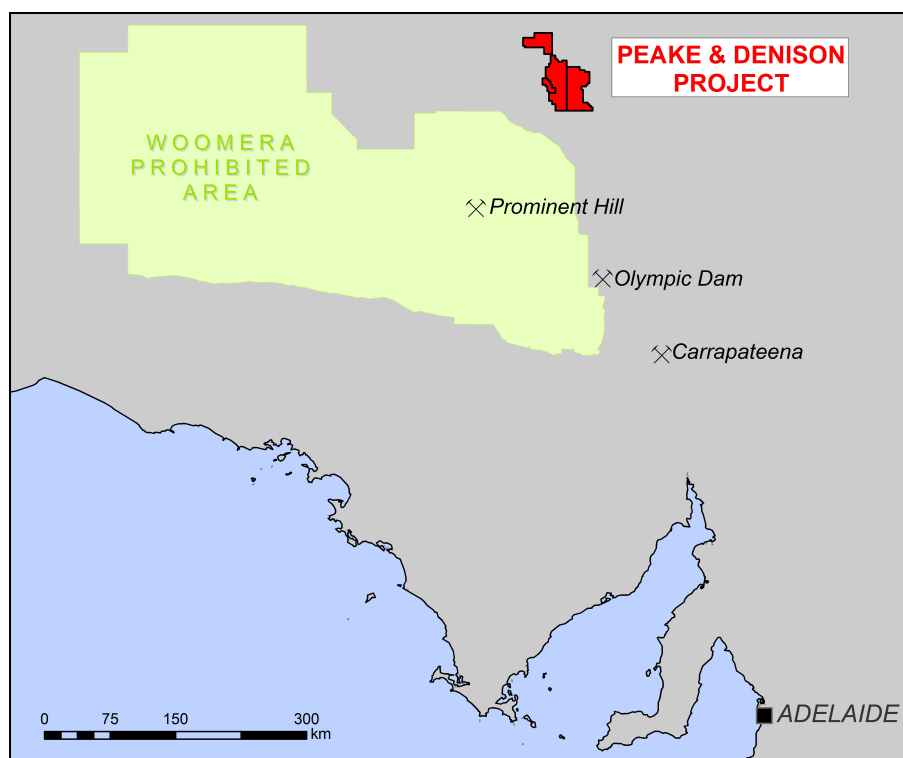 PEAKE & DENISON
PROJECT
WOOMERA
PROHIBITED
AREA
Prominent Hill
Olympic Dam
Carrapateena
ADELAIDE
0 75 150 300
km